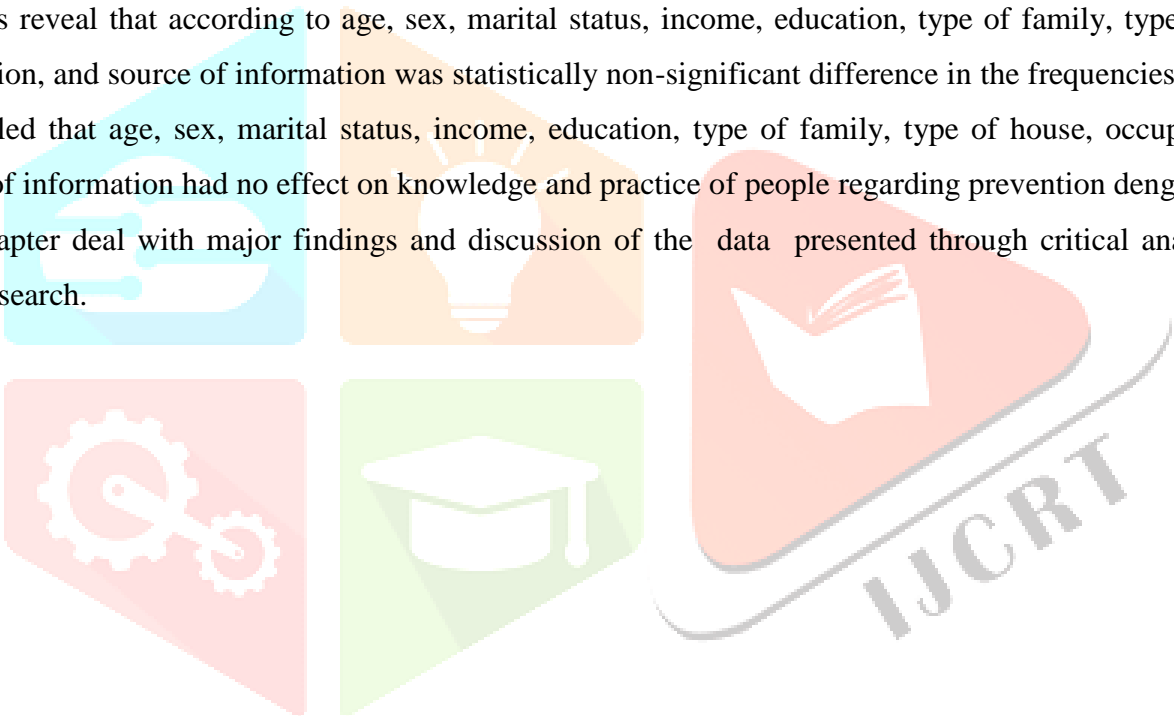 s reveal that according to age, sex, marital status, income, education, type of family, type
ion, and source of information was statistically non-significant difference in the frequencies
led that age, sex, marital status, income, education, type of family, type of house, occup
of information had no effect on knowledge and practice of people regarding prevention deng
apter deal with major findings and discussion of the data presented through critical ana
search.
IJCRT